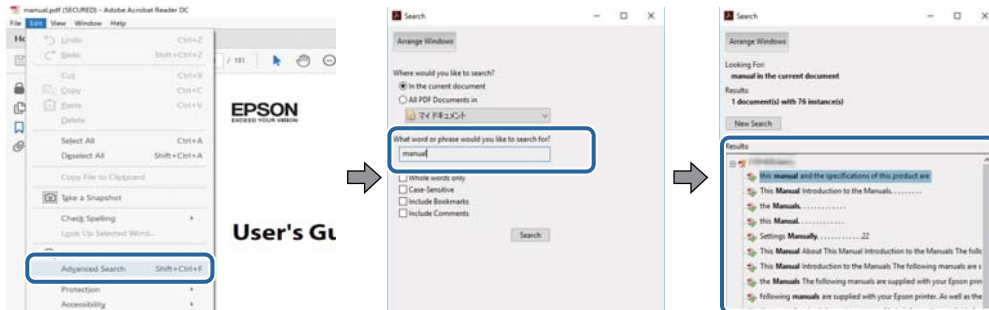 manual.pdf (SECURED) - Adobe Acrobat Reader DC
File Edit View Window Help
Undo Ctrl+Z
Redo Shift+Ctrl+Z
Cut Ctrl+X
Copy Ctrl+C
Paste Ctrl+V
Delete
Select All Ctrl+A
Deselect All Shift+Ctrl+A
Copy File to Clipboard
Take a Snapshot
Check Spelling
Look Up Selected Word...
Advanced Search Shift+Ctrl+F
Protection
Accessibility
/ 181
EPSON
EXCEED YOUR VISION
User's Gu
Search
Arrange Windows
Where would you like to search?
In the current document
All PDF Documents in
マイ ドキュメント
What word or phrase would you like to search for?
manual
Whole words only
Case-Sensitive
Include Bookmarks
Include Comments
Search
Search
Arrange Windows
Looking For:
manual in the current document
Results:
1 document(s) with 76 instance(s)
New Search
Results:
this manual and the specifications of this product are
This Manual Introduction to the Manuals. . . . . . . . .
the Manuals. . . . . . . . . . . . .
this Manual. . . . . . . . . . . . .
Settings Manually. . . . . . . . . . . . 22
This Manual About This Manual Introduction to the Manuals The follo
This Manual Introduction to the Manuals The following manuals are s
the Manuals The following manuals are supplied with your Epson prin
following manuals are supplied with your Epson printer. As well as the